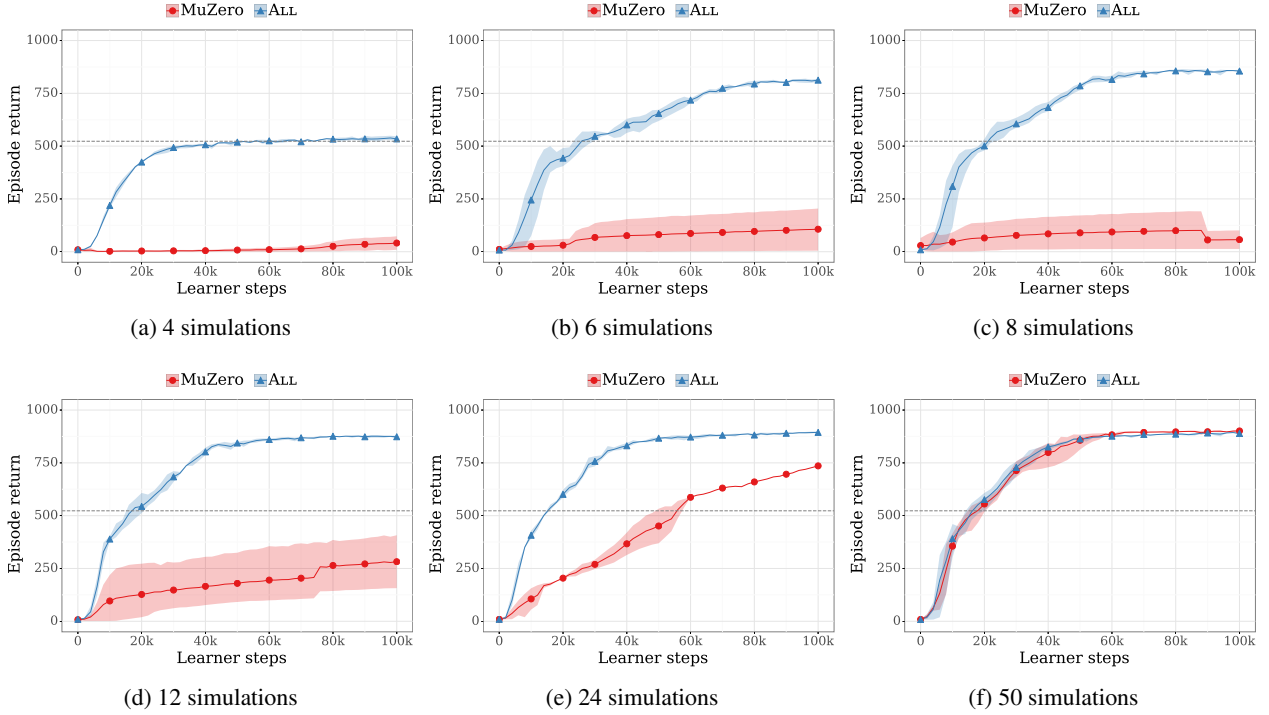 MuZero ALL
1000
750
500
250
0
Episode return
0 20k 40k 60k 80k 100k
Learner steps
(a) 4 simulations
MuZero ALL
1000
750
500
250
0
Episode return
0 20k 40k 60k 80k 100k
Learner steps
(b) 6 simulations
MuZero ALL
1000
750
500
250
0
Episode return
0 20k 40k 60k 80k 100k
Learner steps
(c) 8 simulations
MuZero ALL
1000
750
500
250
0
Episode return
0 20k 40k 60k 80k 100k
Learner steps
(d) 12 simulations
MuZero ALL
1000
750
500
250
0
Episode return
0 20k 40k 60k 80k 100k
Learner steps
(e) 24 simulations
MuZero ALL
1000
750
500
250
0
Episode return
0 20k 40k 60k 80k 100k
Learner steps
(f) 50 simulations